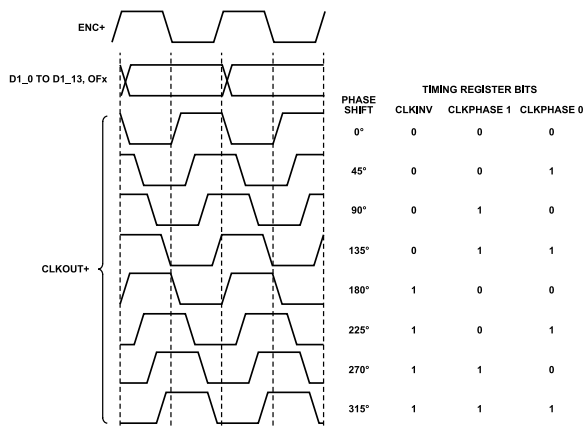 ENC+
D1_0 TO D1_13, OFx
TIMING REGISTER BITS
PHASE SHIFT CLKINV CLKPHASE 1 CLKPHASE 0
0° 0 0 0
45° 0 0 1
90° 0 1 0
135° 0 1 1
CLKOUT+
180° 1 0 0
225° 1 0 1
270° 1 1 0
315° 1 1 1